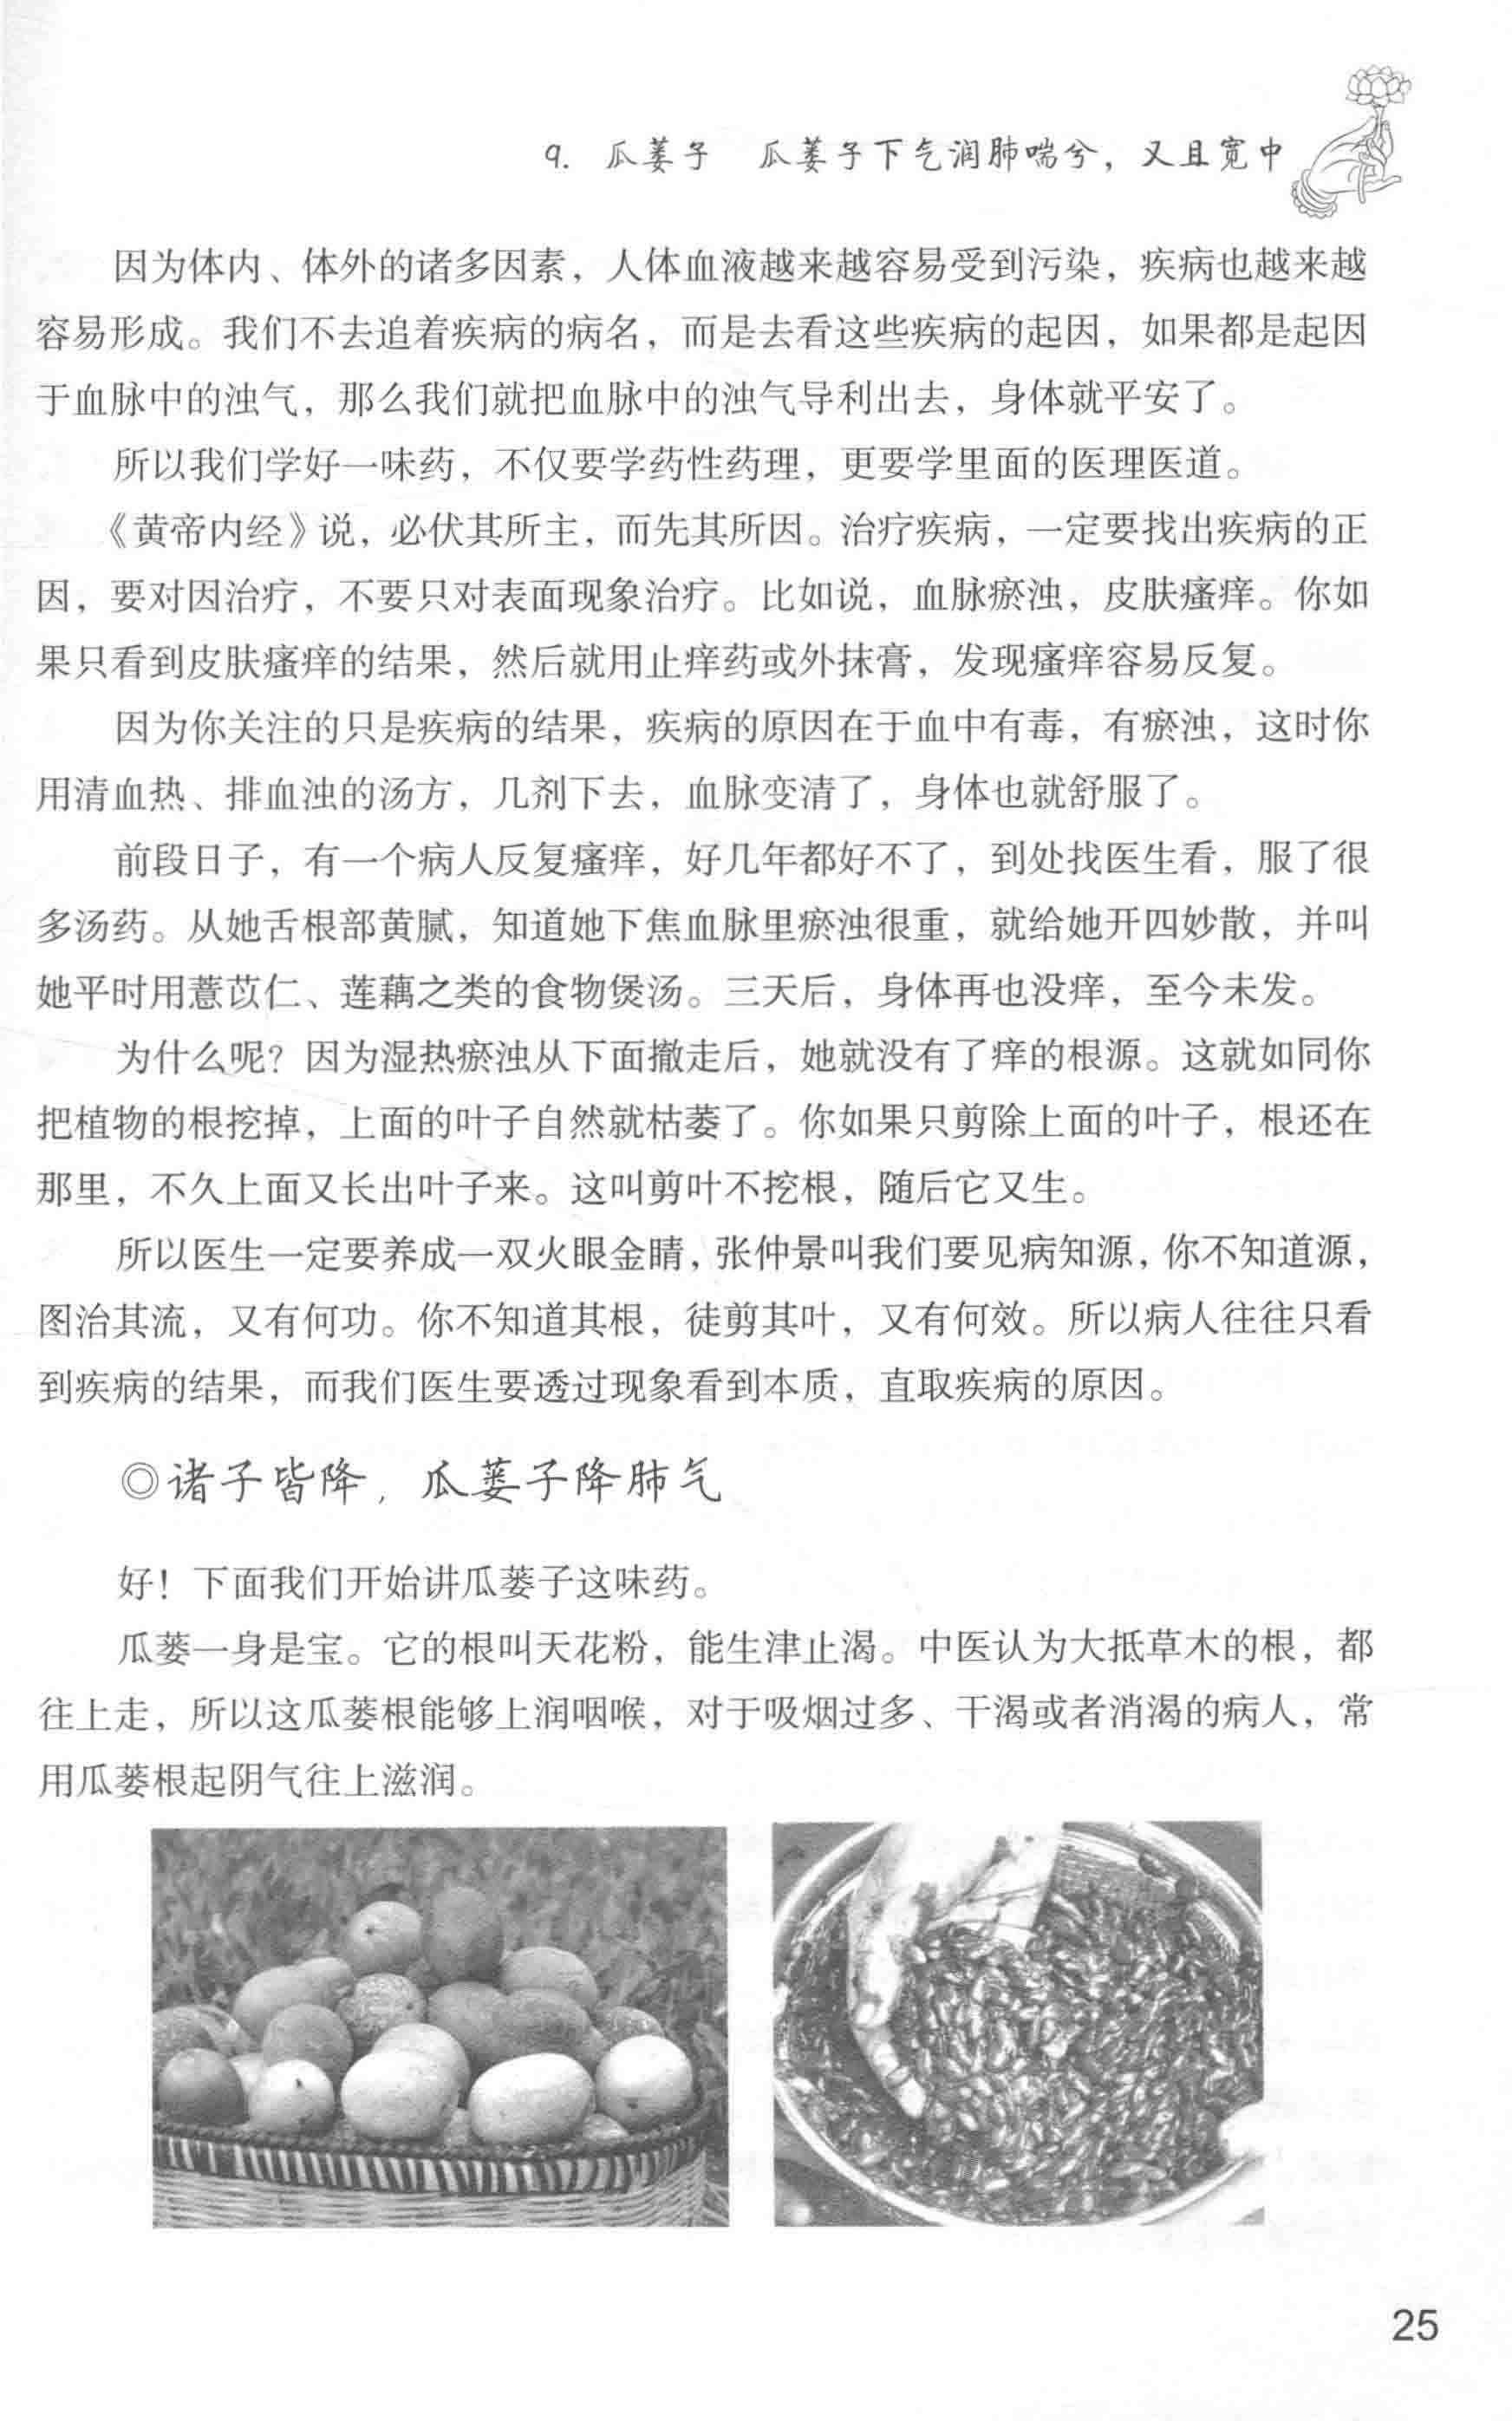 9. 瓜蒌子　瓜蒌子下气润肺喘兮，又且宽中
因为体内、体外的诸多因素，人体血液越来越容易受到污染，疾病也越来越
容易形成。我们不去追着疾病的病名，而是去看这些疾病的起因，如果都是起因
于血脉中的浊气，那么我们就把血脉中的浊气导利出去，身体就平安了。
所以我们学好一味药，不仅要学药性药理，更要学里面的医理医道。
《黄帝内经》说，必伏其所主，而先其所因。治疗疾病，一定要找出疾病的正
因，要对因治疗，不要只对表面现象治疗。比如说，血脉瘀浊，皮肤瘙痒。你如
果只看到皮肤瘙痒的结果，然后就用止痒药或外抹膏，发现瘙痒容易反复。
因为你关注的只是疾病的结果，疾病的原因在于血中有毒，有瘀浊，这时你
用清血热、排血浊的汤方，几剂下去，血脉变清了，身体也就舒服了。
前段日子，有一个病人反复瘙痒，好几年都好不了，到处找医生看，服了很
多汤药。从她舌根部黄腻，知道她下焦血脉里瘀浊很重，就给她开四妙散，并叫
她平时用薏苡仁、莲藕之类的食物煲汤。三天后，身体再也没痒，至今未发。
为什么呢？因为湿热瘀浊从下面撤走后，她就没有了痒的根源。这就如同你
把植物的根挖掉，上面的叶子自然就枯萎了。你如果只剪除上面的叶子，根还在
那里，不久上面又长出叶子来。这叫剪叶不挖根，随后它又生。
所以医生一定要养成一双火眼金睛，张仲景叫我们要见病知源，你不知道源，
图治其流，又有何功。你不知道其根，徒剪其叶，又有何效。所以病人往往只看
到疾病的结果，而我们医生要透过现象看到本质，直取疾病的原因。
◎诸子皆降，瓜蒌子降肺气
好！下面我们开始讲瓜蒌子这味药。
瓜蒌一身是宝。它的根叫天花粉，能生津止渴。中医认为大抵草木的根，都
往上走，所以这瓜蒌根能够上润咽喉，对于吸烟过多、干渴或者消渴的病人，常
用瓜蒌根起阴气往上滋润。
25